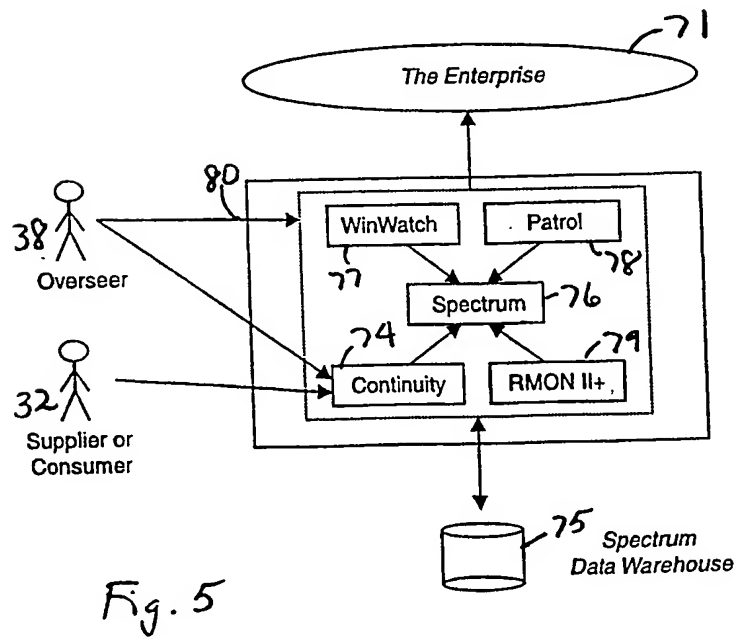 71
The Enterprise
80
WinWatch
Patrol
38
77
78
Overseer
Spectrum
76
74
79
Continuity
RMON II+,
32
Supplier or
Consumer
75
Spectrum
Data Warehouse
Fig. 5